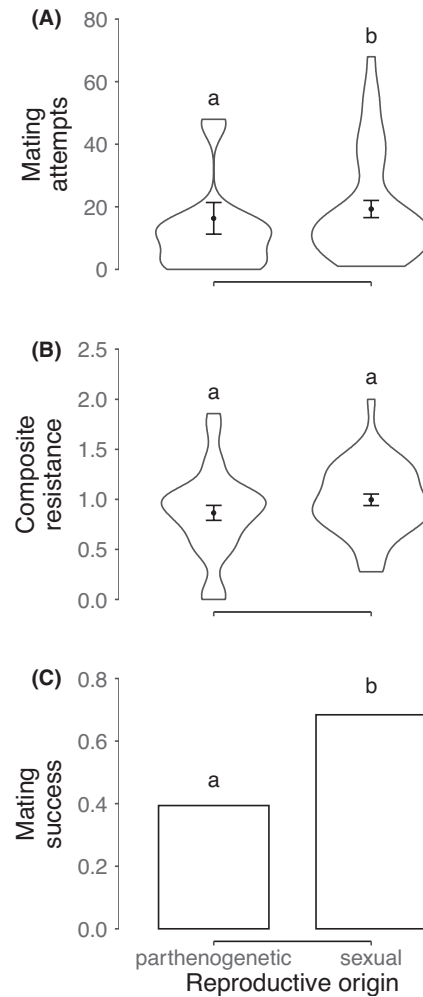 (A)
Mating
attempts
80
60
40
20
0
a
b
(B)
Composite
resistance
2.5
2.0
1.5
1.0
0.5
0.0
a
a
(C)
Mating
success
0.8
0.6
0.4
0.2
0.0
a
b
parthenogenetic sexual
Reproductive origin